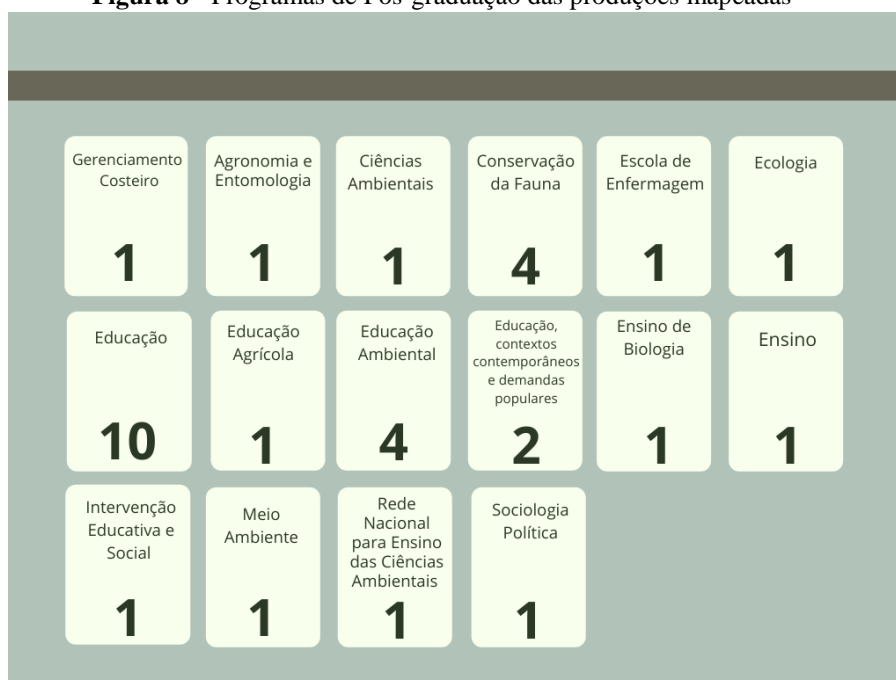 Figura 8 - Programas de Pós-graduação das produções mapeadas
Gerenciamento
Costeiro
1
Agronomia e
Entomologia
1
Ciências
Ambientais
1
Conservação
da Fauna
4
Escola de
Enfermagem
1
Ecologia
1
Educação
10
Educação
Agrícola
1
Educação
Ambiental
4
Educação,
contextos
contemporâneos
e demandas
populares
2
Ensino de
Biologia
1
Ensino
1
Intervenção
Educativa e
Social
1
Meio
Ambiente
1
Rede
Nacional
para Ensino
das Ciências
Ambientais
1
Sociologia
Política
1